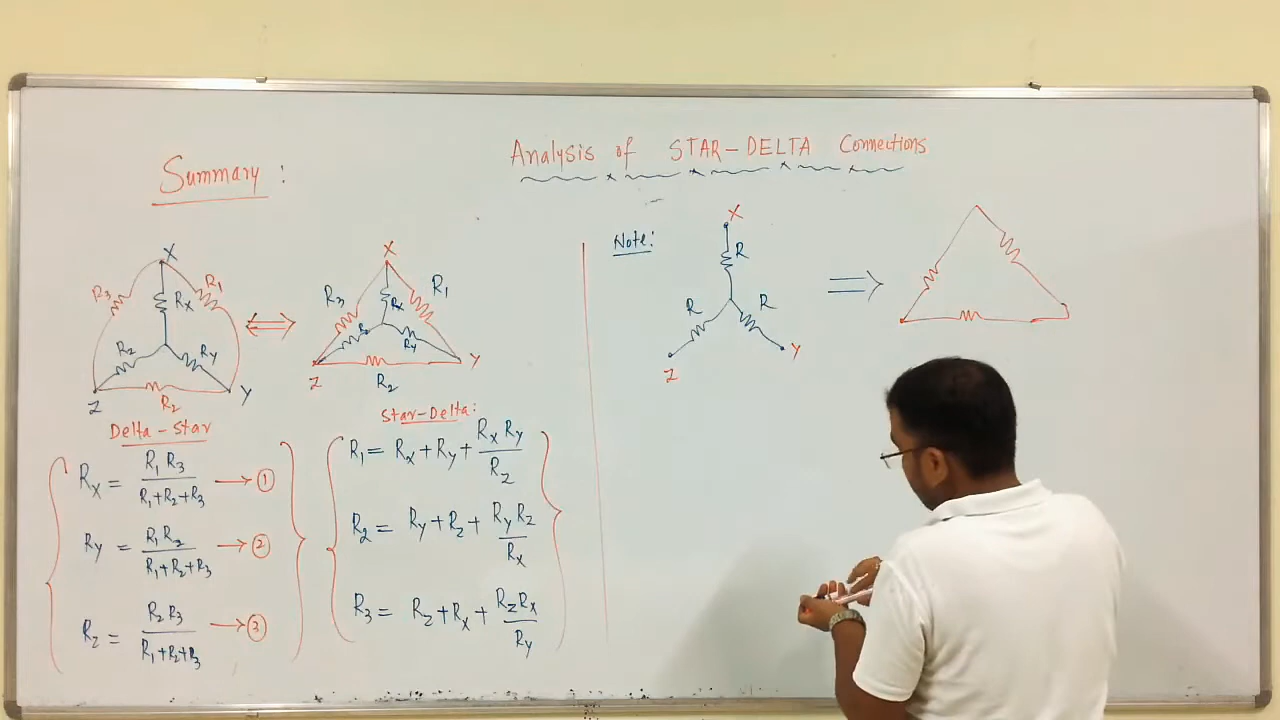 Analysis of STAR-DELTA Connections
Summary:
X
R3
R1
Rx
Rz
Ry
Z
R2
Y
Delta-Star
Rx = R1 R3 / R1+R2+R3 → 1
Ry = R1 R2 / R1+R2+R3 → 2
Rz = R2 R3 / R1+R2+R3 → 3
X
R3
R1
Rx
Ry
Z
R2
Y
Star-Delta:
R1 = Rx+Ry+ Rx Ry / Rz
R2 = Ry+Rz+ Ry Rz / Rx
R3 = Rz+Rx+ Rz Rx / Ry
Note:
X
R
R
R
Z
Y